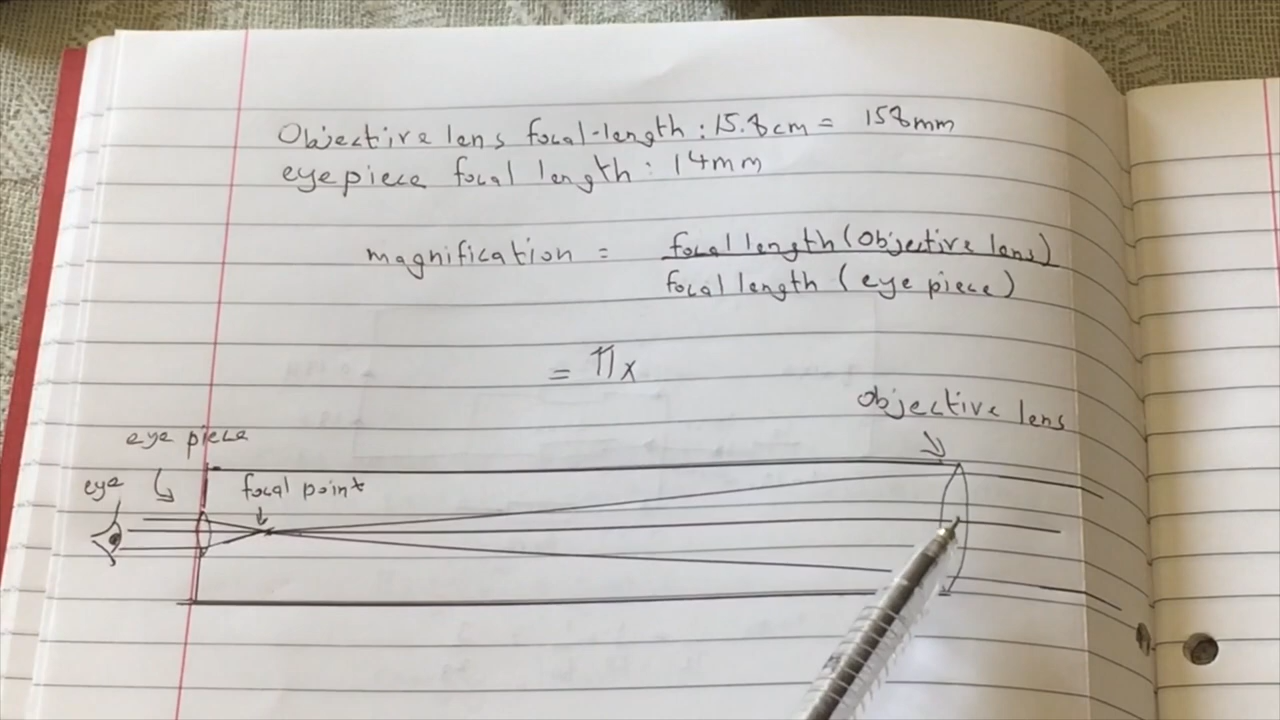 Objective lens focal-length : 15.8cm = 158mm
eyepiece focal length : 14mm
magnification = focal length (Objective lens)
focal length (eye piece)
= 11x
Objective lens
eye piece
eye
focal point